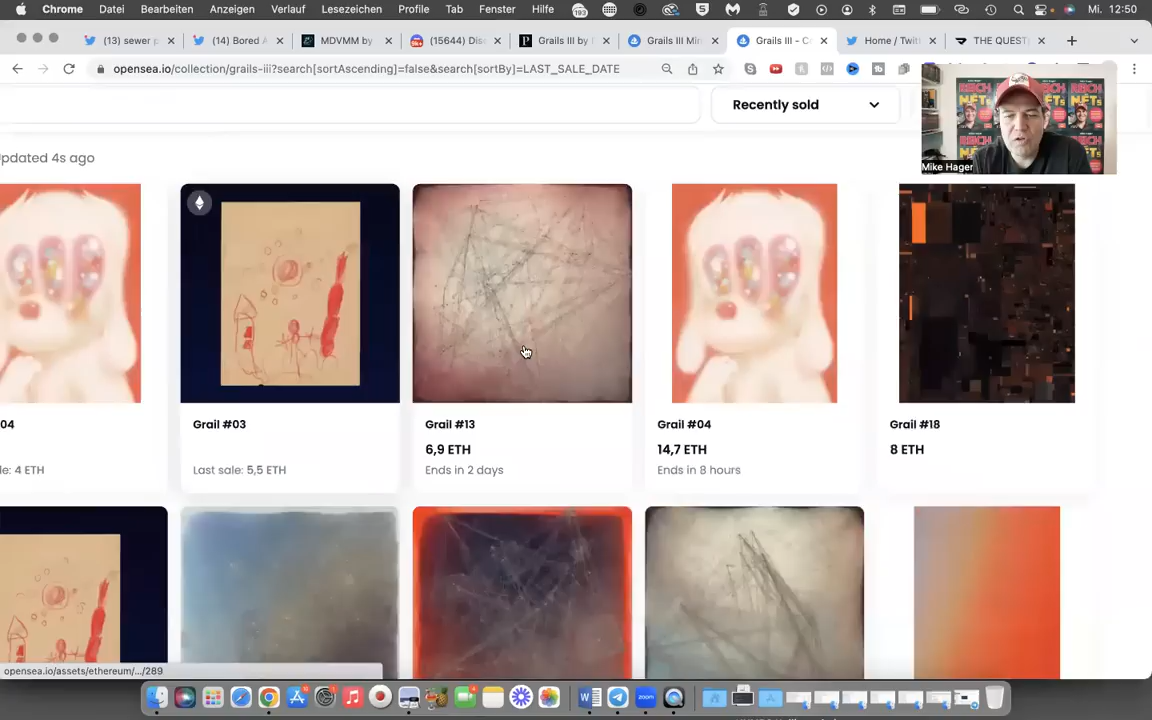 Chrome Datei Bearbeiten Anzeigen Verlauf Lesezeichen Profile Tab Fenster Hilfe 193 Mi. 12:50
(13) sewer p
(14) Bored A
MDVMM by
(15644) Disc
Grails III by
Grails III Min
Grails III - C
Home / Twit
THE QUEST
opensea.io/collection/grails-iii?search[sortAscending]=false&search[sortBy]=LAST_SALE_DATE
Recently sold
Mike Hager
pdated 4s ago
04
Grail #03
Grail #13
Grail #04
Grail #18
6,9 ETH
14,7 ETH
8 ETH
le: 4 ETH
Last sale: 5,5 ETH
Ends in 2 days
Ends in 8 hours
opensea.io/assets/ethereum/.../289